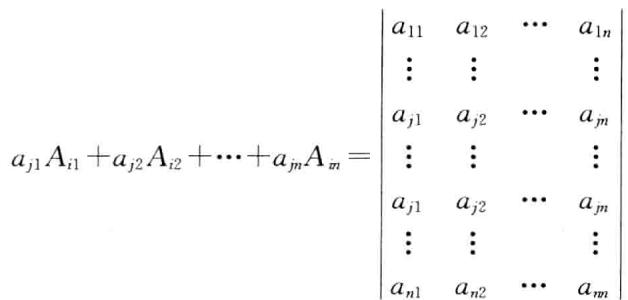 a_{j1}A_{i1}+a_{j2}A_{i2}+⋯+a_{jn}A_{in}=
a_{11} a_{12} ⋯ a_{1n}
⋮ ⋮ ⋮
a_{j1} a_{j2} ⋯ a_{jn}
⋮ ⋮ ⋮
a_{j1} a_{j2} ⋯ a_{jn}
⋮ ⋮ ⋮
a_{n1} a_{n2} ⋯ a_{nn}